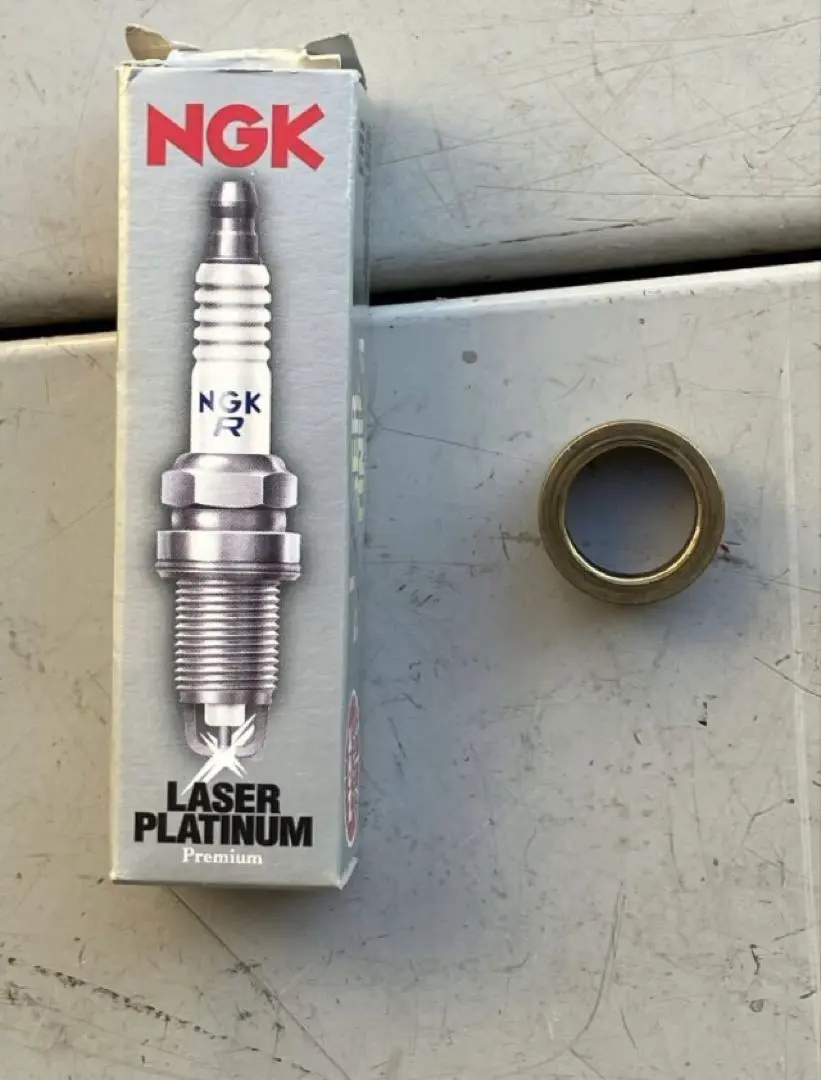 NGK
NGK
R
LASER
PLATINUM
Premium